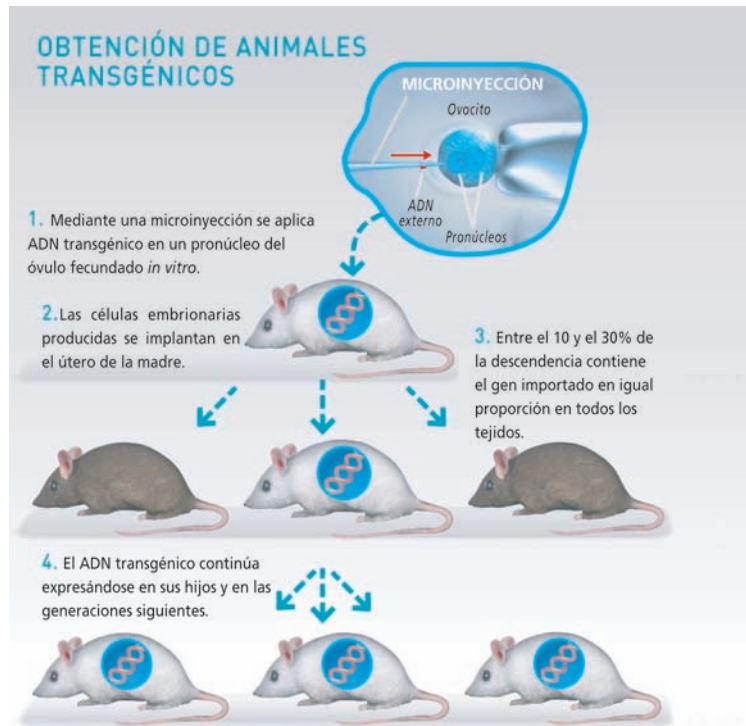 OBTENCIÓN DE ANIMALES
TRANSGÉNICOS
MICROINYECCIÓN
Ovocito
ADN
externo
Pronúcleos
1. Mediante una microinyección se aplica
ADN transgénico en un pronúcleo del
óvulo fecundado in vitro.
2.Las células embrionarias
producidas se implantan en
el útero de la madre.
3. Entre el 10 y el 30% de
la descendencia contiene
el gen importado en igual
proporción en todos los
tejidos.
4. El ADN transgénico continúa
expresándose en sus hijos y en las
generaciones siguientes.